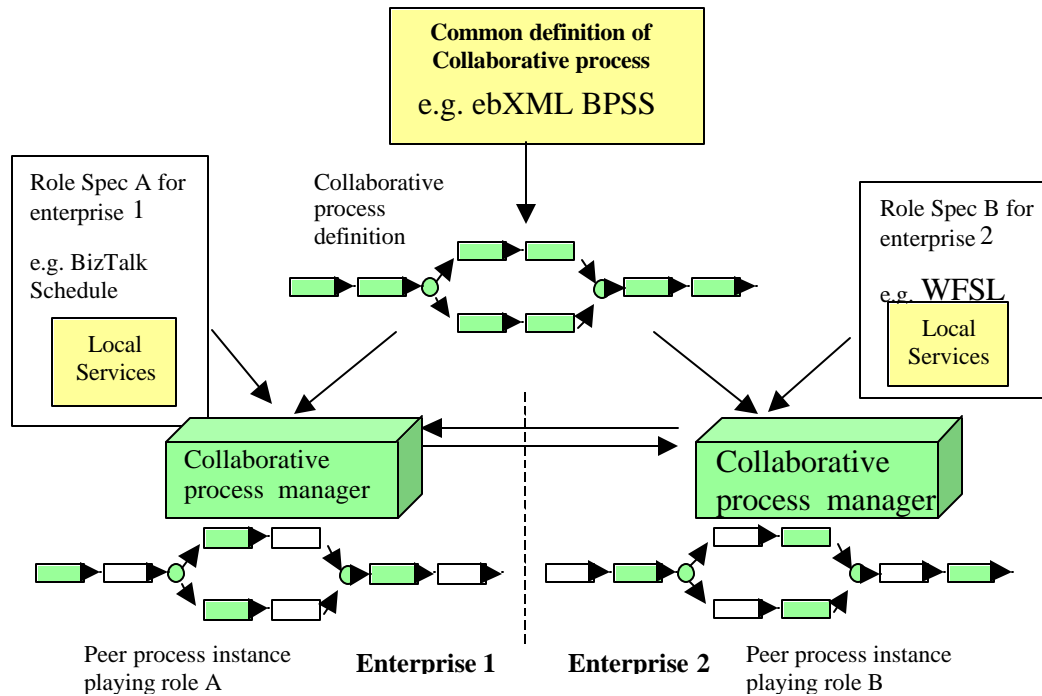 Common definition of
Collaborative process
e.g. ebXML BPSS
Role Spec A for
enterprise 1
e.g. BizTalk
Schedule
Local
Services
Collaborative
process
definition
Role Spec B for
enterprise 2
e.g. WFSL
Local
Services
Collaborative
process manager
Collaborative
process manager
Peer process instance
playing role A
Enterprise 1
Enterprise 2
Peer process instance
playing role B